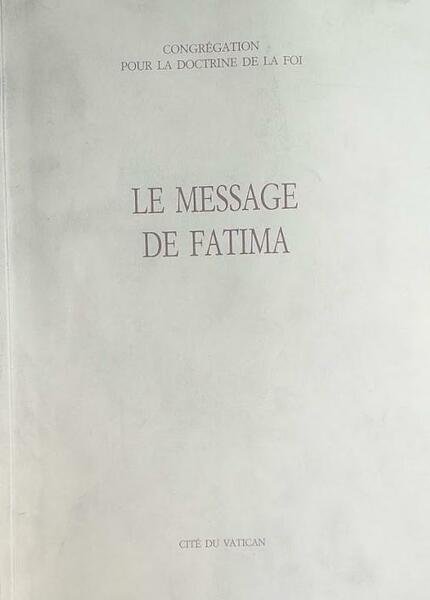 CONGRÉGATION
POUR LA DOCTRINE DE LA FOI
LE MESSAGE
DE FATIMA
CITÉ DU VATICAN